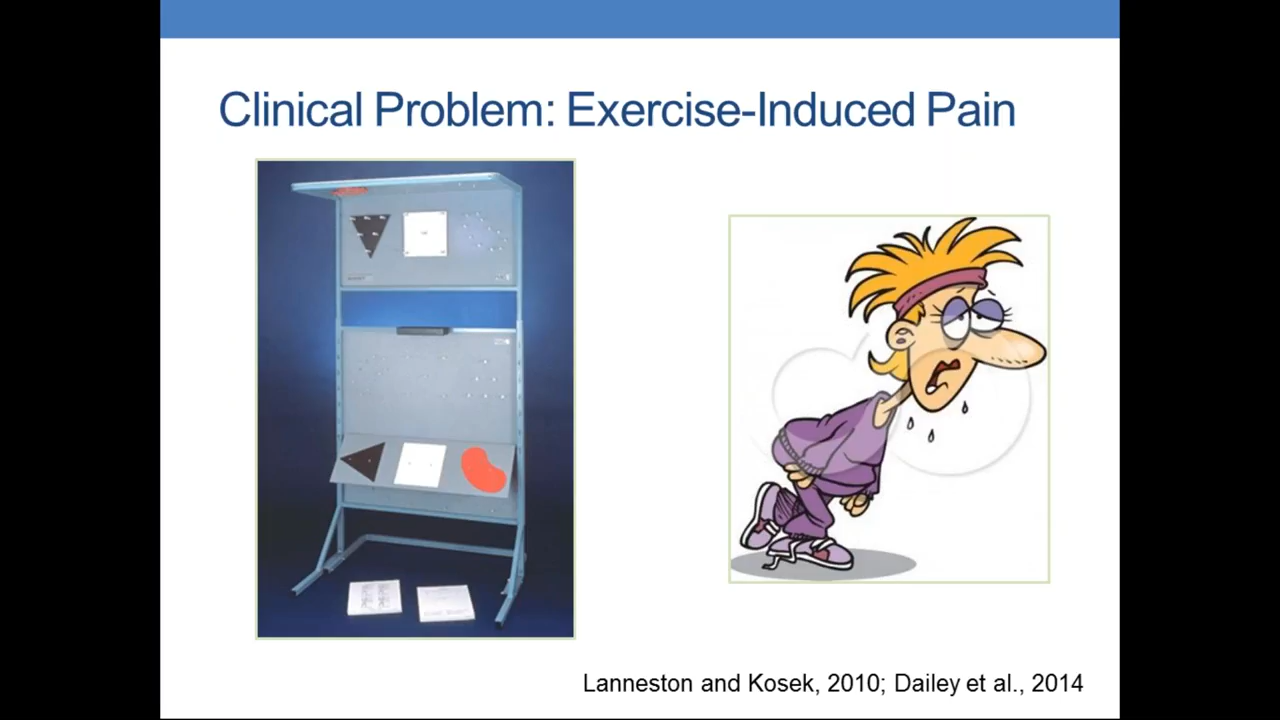 Clinical Problem: Exercise-Induced Pain
Lanneston and Kosek, 2010; Dailey et al., 2014